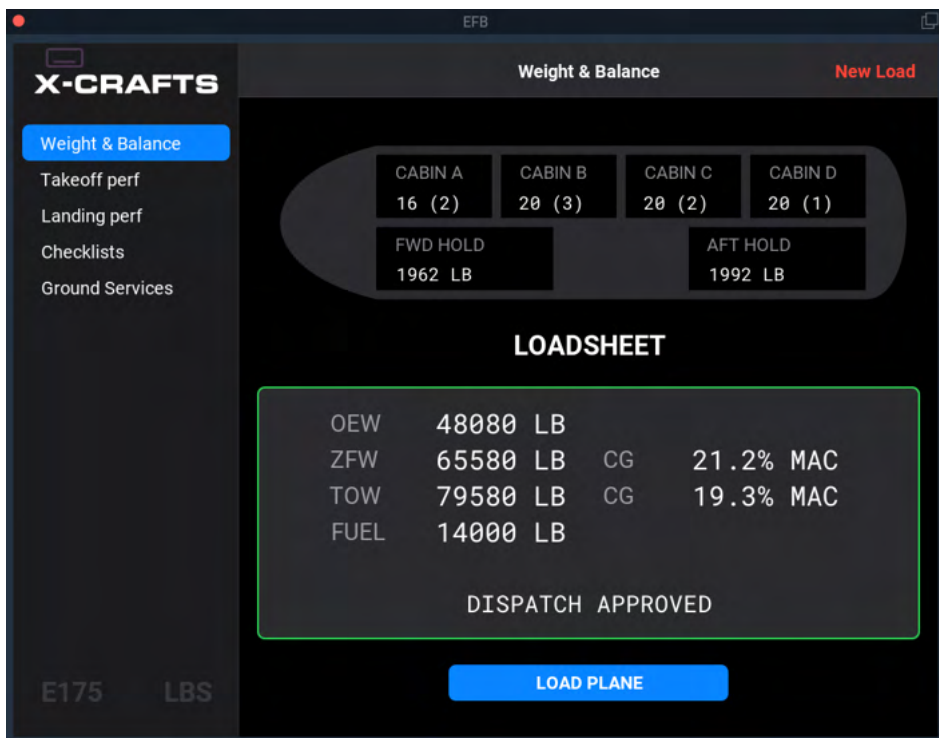 EFB
X-CRAFTS
Weight & Balance
New Load
Weight & Balance
Takeoff perf
Landing perf
Checklists
Ground Services
CABIN A
16 (2)
CABIN B
20 (3)
CABIN C
20 (2)
CABIN D
20 (1)
FWD HOLD
1962 LB
AFT HOLD
1992 LB
LOADSHEET
OEW 48080 LB
ZFW 65580 LB CG 21.2% MAC
TOW 79580 LB CG 19.3% MAC
FUEL 14000 LB
DISPATCH APPROVED
LOAD PLANE
E175 LBS